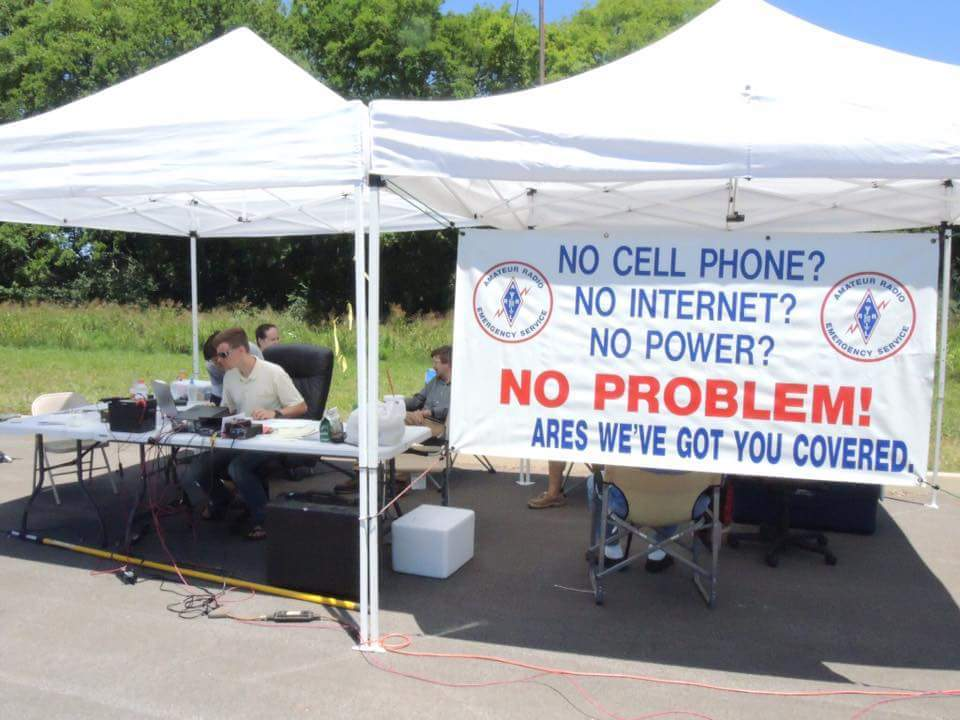 NO CELL PHONE?
NO INTERNET?
NO POWER?
NO PROBLEM!
ARES WE'VE GOT YOU COVERED.
AMATEUR RADIO
EMERGENCY SERVICE
AMATEUR RADIO
EMERGENCY SERVICE